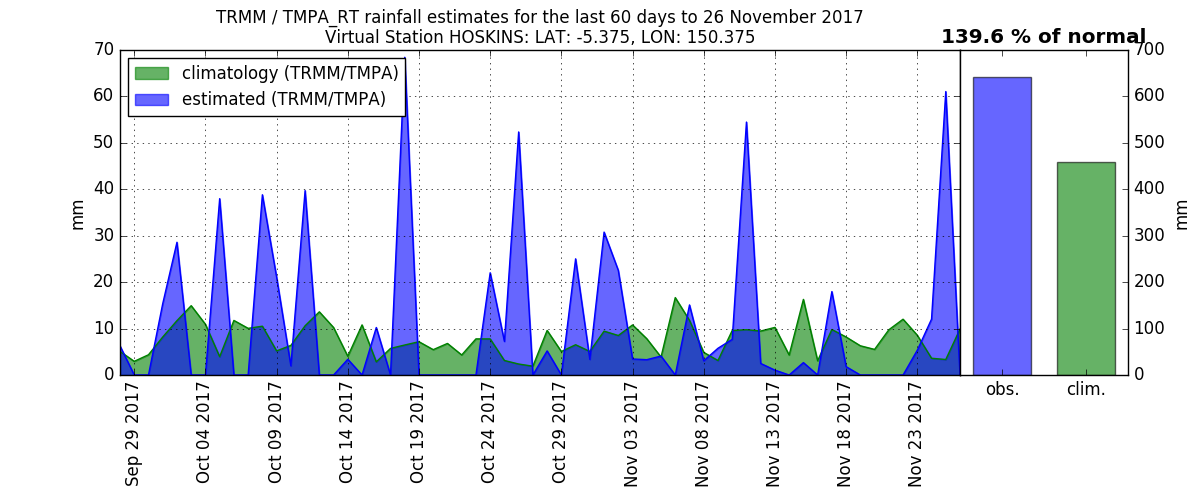 TRMM / TMPA_RT rainfall estimates for the last 60 days to 26 November 2017
Virtual Station HOSKINS: LAT: -5.375, LON: 150.375
139.6 % of normal
climatology (TRMM/TMPA)
estimated (TRMM/TMPA)
70
60
50
40
30
20
10
0
mm
Sep 29 2017
Oct 04 2017
Oct 09 2017
Oct 14 2017
Oct 19 2017
Oct 24 2017
Oct 29 2017
Nov 03 2017
Nov 08 2017
Nov 13 2017
Nov 18 2017
Nov 23 2017
obs.
clim.
700
600
500
400
300
200
100
0
mm